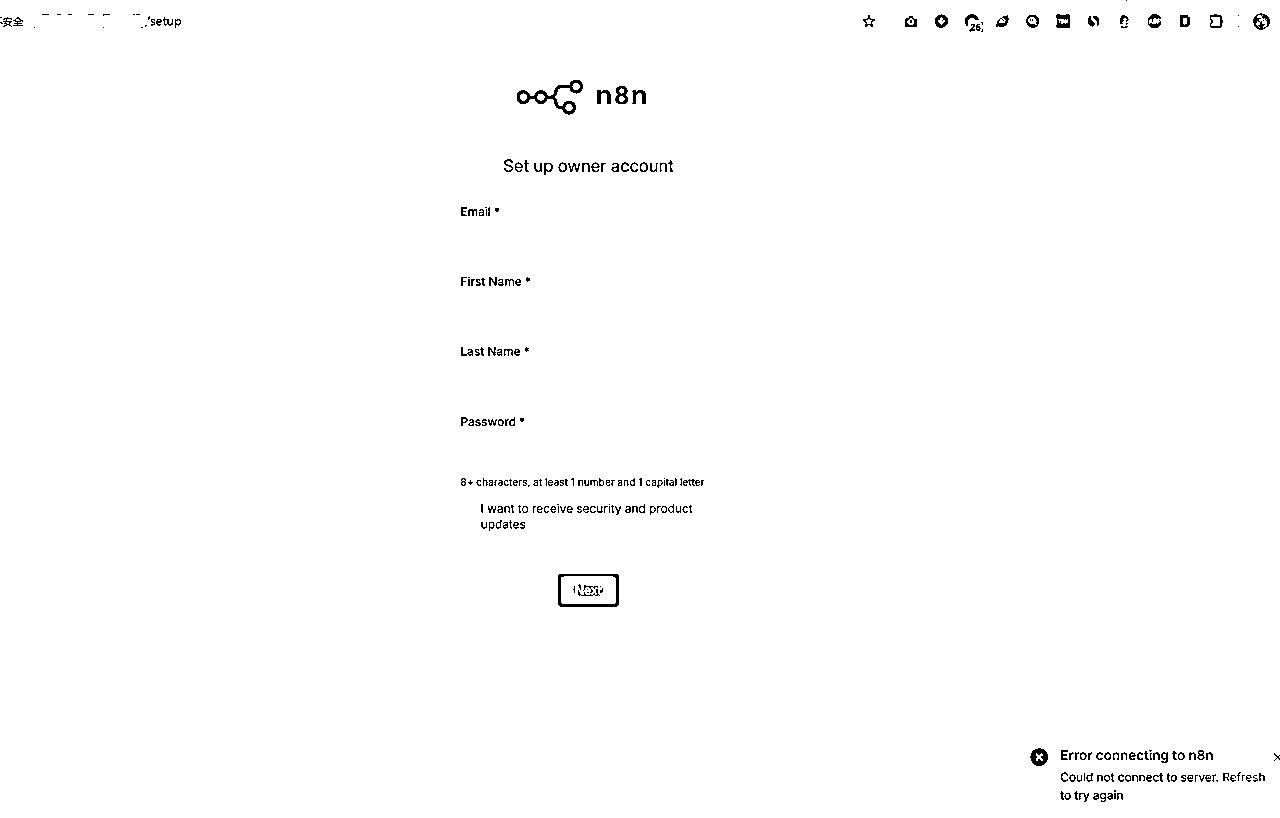 安全
/setup
26
n8n
Set up owner account
Email *
First Name *
Last Name *
Password *
8+ characters, at least 1 number and 1 capital letter
I want to receive security and product
updates
Next
Error connecting to n8n
Could not connect to server. Refresh
to try again